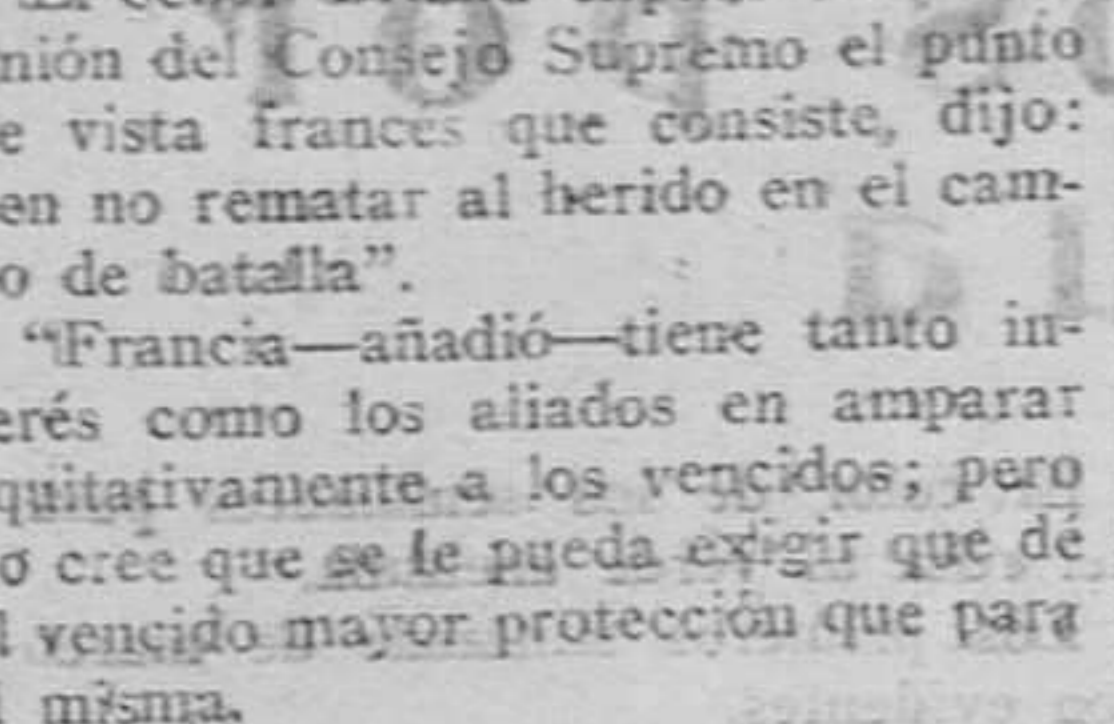 nión del Consejo Supremo el punto
e vista francés que consiste, dijo:
en no rematar al herido en el cam-
o de batalla”.
“Francia—añadió—tiene tanto in-
erés como los aliados en amparar
quitativamente a los vencidos; pero
o cree que se le pueda exigir que dé
l vencido mayor protección que para
í misma.